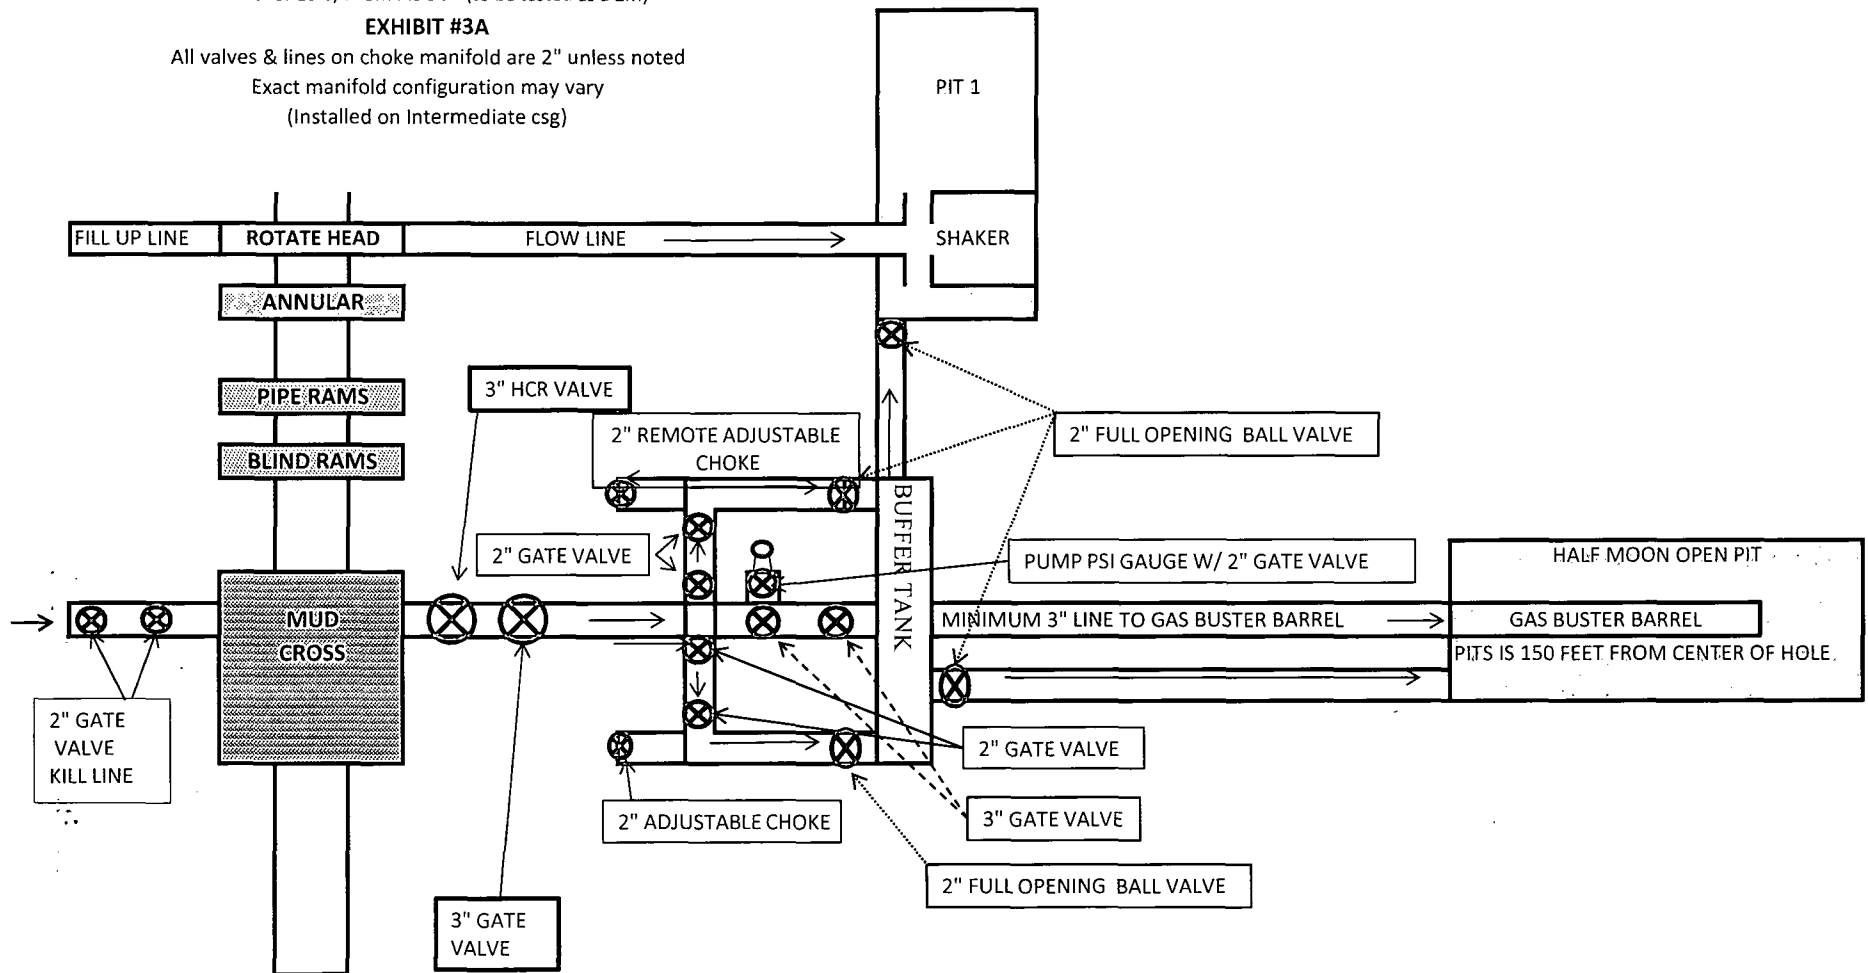 (to be tested as a 2M)
EXHIBIT #3A
All valves & lines on choke manifold are 2" unless noted
Exact manifold configuration may vary
(Installed on Intermediate csg)
PIT 1
FILL UP LINE
ROTATE HEAD
FLOW LINE
SHAKER
ANNULAR
PIPE RAMS
BLIND RAMS
3" HCR VALVE
2" REMOTE ADJUSTABLE
CHOKE
2" FULL OPENING BALL VALVE
2" GATE VALVE
BUFFER TANK
PUMP PSI GAUGE W/ 2" GATE VALVE
HALF MOON OPEN PIT
MUD
CROSS
MINIMUM 3" LINE TO GAS BUSTER BARREL
GAS BUSTER BARREL
PITS IS 150 FEET FROM CENTER OF HOLE.
2" GATE
VALVE
KILL LINE
2" GATE VALVE
2" ADJUSTABLE CHOKE
3" GATE VALVE
2" FULL OPENING BALL VALVE
3" GATE
VALVE